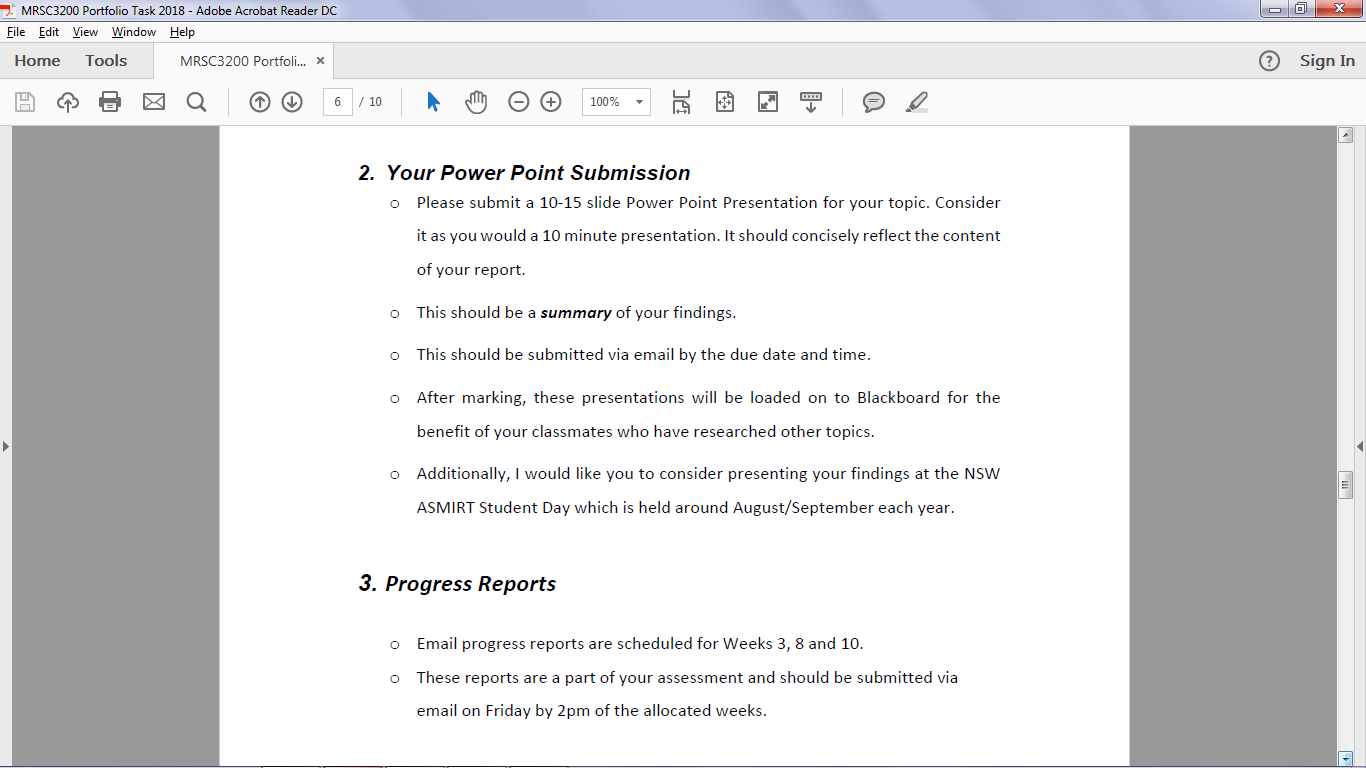 MRSC3200 Portfolio Task 2018 - Adobe Acrobat Reader DC
File Edit View Window Help
Home Tools MRSC3200 Portfoli... × ? Sign In
6 / 10 100%
2. Your Power Point Submission
o Please submit a 10-15 slide Power Point Presentation for your topic. Consider
it as you would a 10 minute presentation. It should concisely reflect the content
of your report.
o This should be a summary of your findings.
o This should be submitted via email by the due date and time.
o After marking, these presentations will be loaded on to Blackboard for the
benefit of your classmates who have researched other topics.
o Additionally, I would like you to consider presenting your findings at the NSW
ASMIRT Student Day which is held around August/September each year.
3. Progress Reports
o Email progress reports are scheduled for Weeks 3, 8 and 10.
o These reports are a part of your assessment and should be submitted via
email on Friday by 2pm of the allocated weeks.